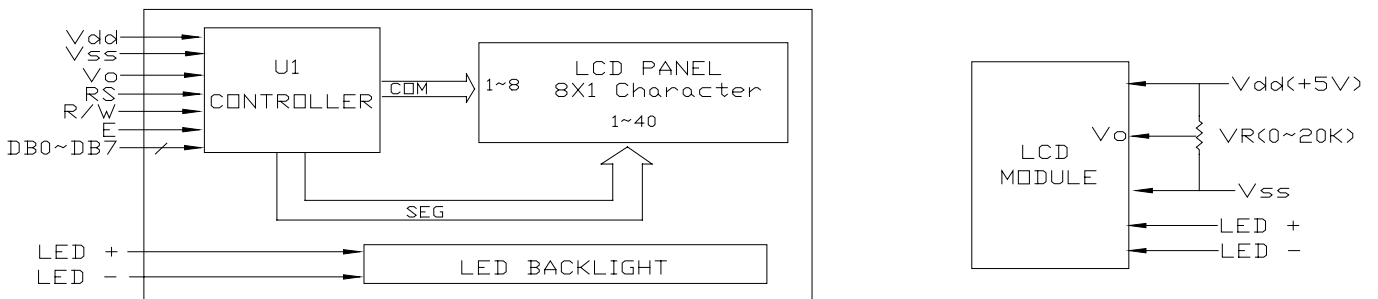 Vdd
Vss
Vo
RS
R/W
E
DB0~DB7
U1
CONTROLLER
COM
1~8
LCD PANEL
8X1 Character
1~40
SEG
LED +
LED -
LED BACKLIGHT
LCD
MODULE
Vdd(+5V)
Vo
VR(0~20K)
Vss
LED +
LED -